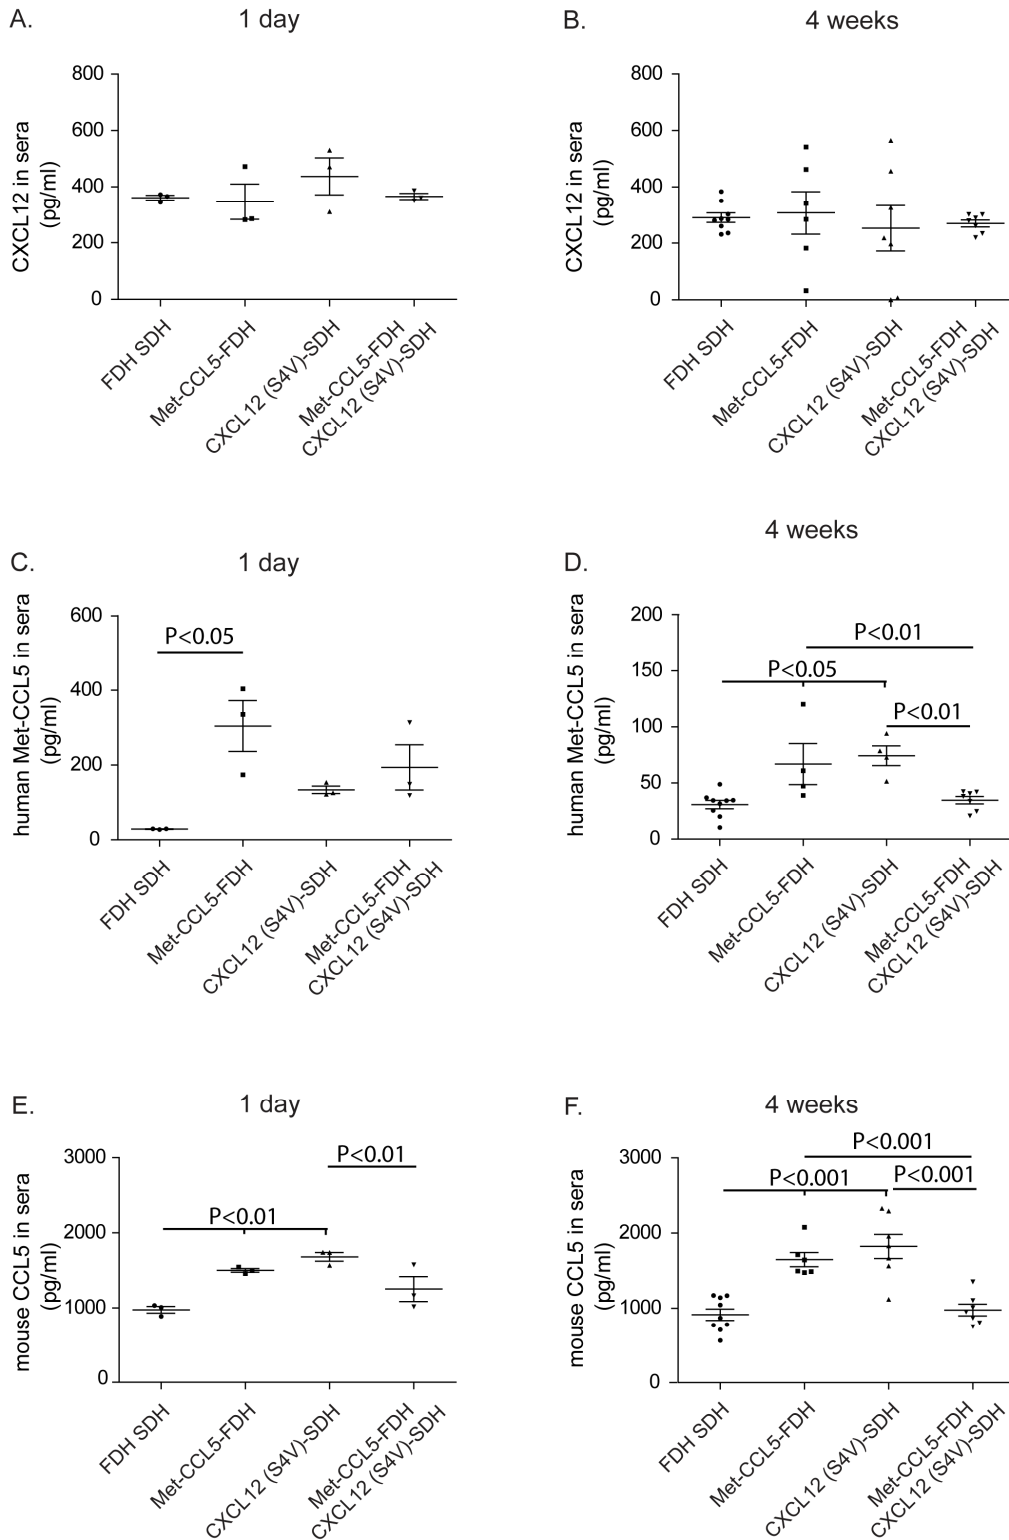 A.
1 day
CXCL12 in sera
(pg/ml)
800
600
400
200
0
FDH SDH
Met-CCL5-FDH
CXCL12 (S4V)-SDH
Met-CCL5-FDH
CXCL12 (S4V)-SDH
B.
4 weeks
CXCL12 in sera
(pg/ml)
800
600
400
200
0
FDH SDH
Met-CCL5-FDH
CXCL12 (S4V)-SDH
Met-CCL5-FDH
CXCL12 (S4V)-SDH
C.
1 day
human Met-CCL5 in sera
(pg/ml)
600
400
200
0
P<0.05
FDH SDH
Met-CCL5-FDH
CXCL12 (S4V)-SDH
Met-CCL5-FDH
CXCL12 (S4V)-SDH
D.
4 weeks
human Met-CCL5 in sera
(pg/ml)
200
150
100
50
0
P<0.01
P<0.05
P<0.01
FDH SDH
Met-CCL5-FDH
CXCL12 (S4V)-SDH
Met-CCL5-FDH
CXCL12 (S4V)-SDH
E.
1 day
mouse CCL5 in sera
(pg/ml)
3000
2000
1000
0
P<0.01
P<0.01
FDH SDH
Met-CCL5-FDH
CXCL12 (S4V)-SDH
Met-CCL5-FDH
CXCL12 (S4V)-SDH
F.
4 weeks
mouse CCL5 in sera
(pg/ml)
3000
2000
1000
0
P<0.001
P<0.001
P<0.001
FDH SDH
Met-CCL5-FDH
CXCL12 (S4V)-SDH
Met-CCL5-FDH
CXCL12 (S4V)-SDH